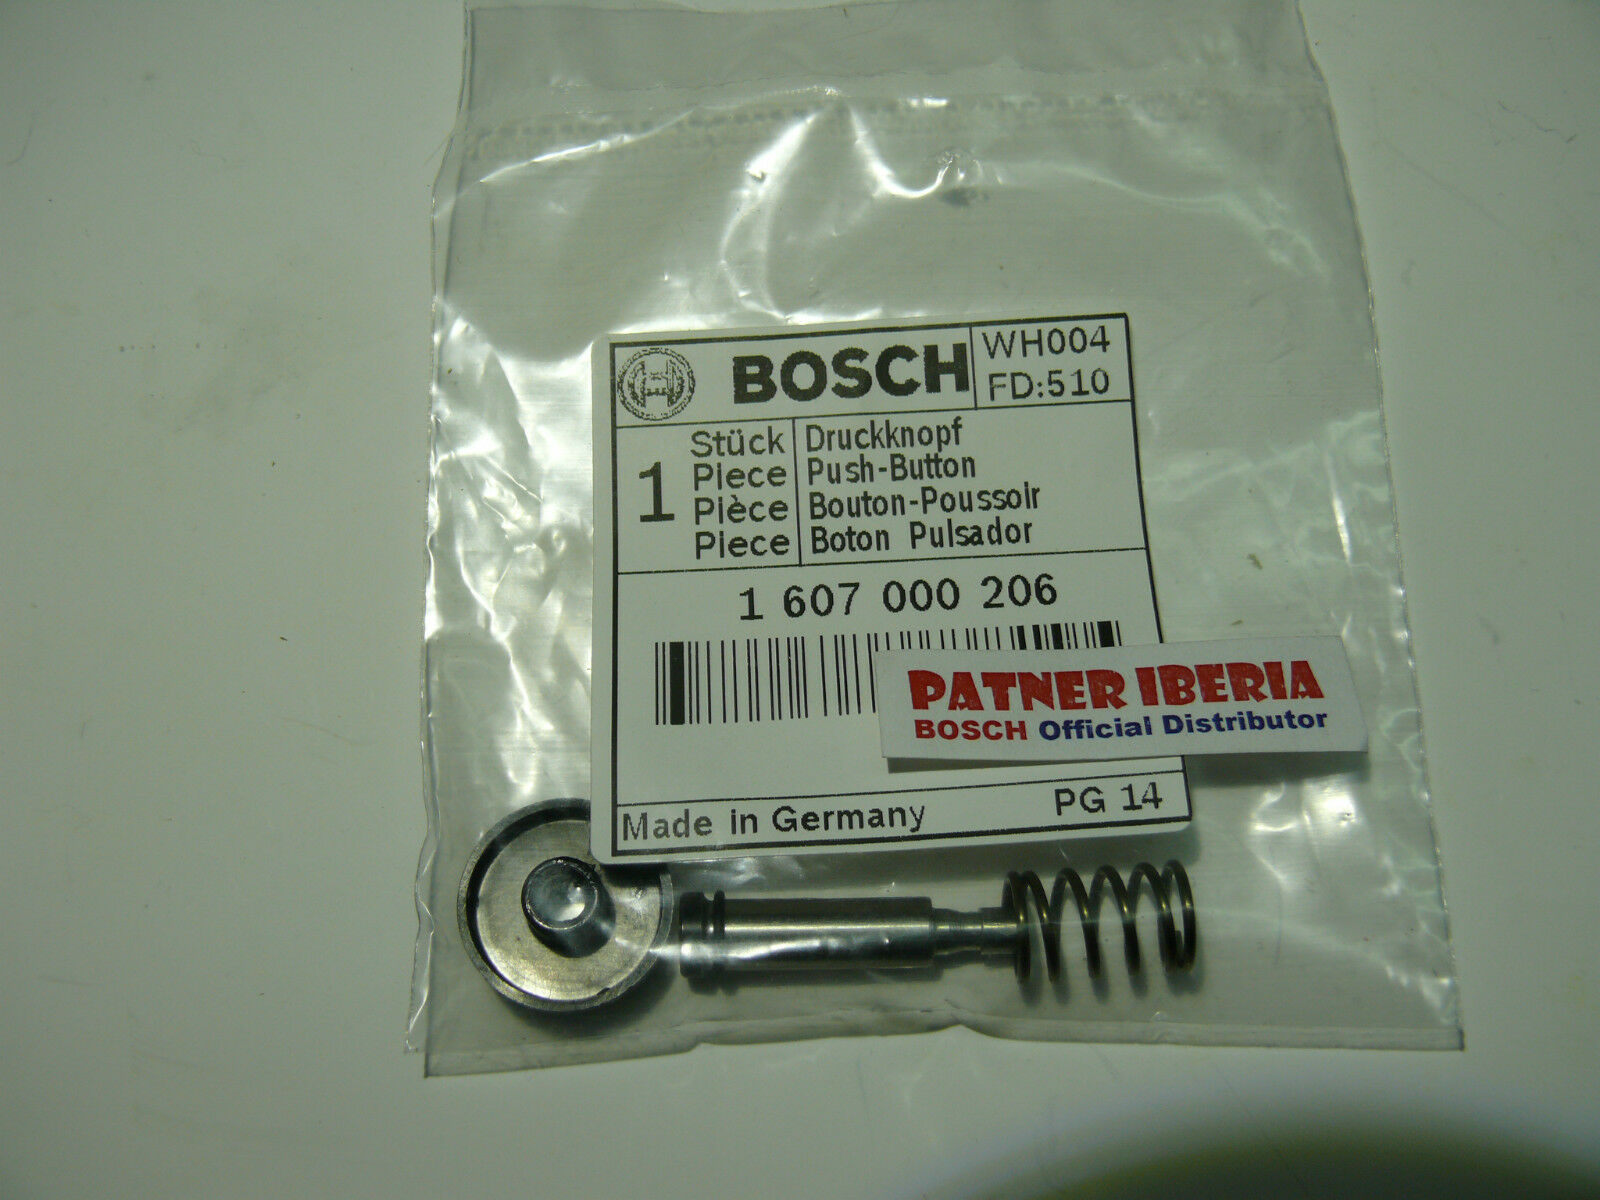 BOSCH
WH004
FD:510
1
Stück Druckknopf
Piece Push-Button
Pièce Bouton-Poussoir
Piece Boton Pulsador
1 607 000 206
PATNER IBERIA
BOSCH Official Distributor
Made in Germany PG 14